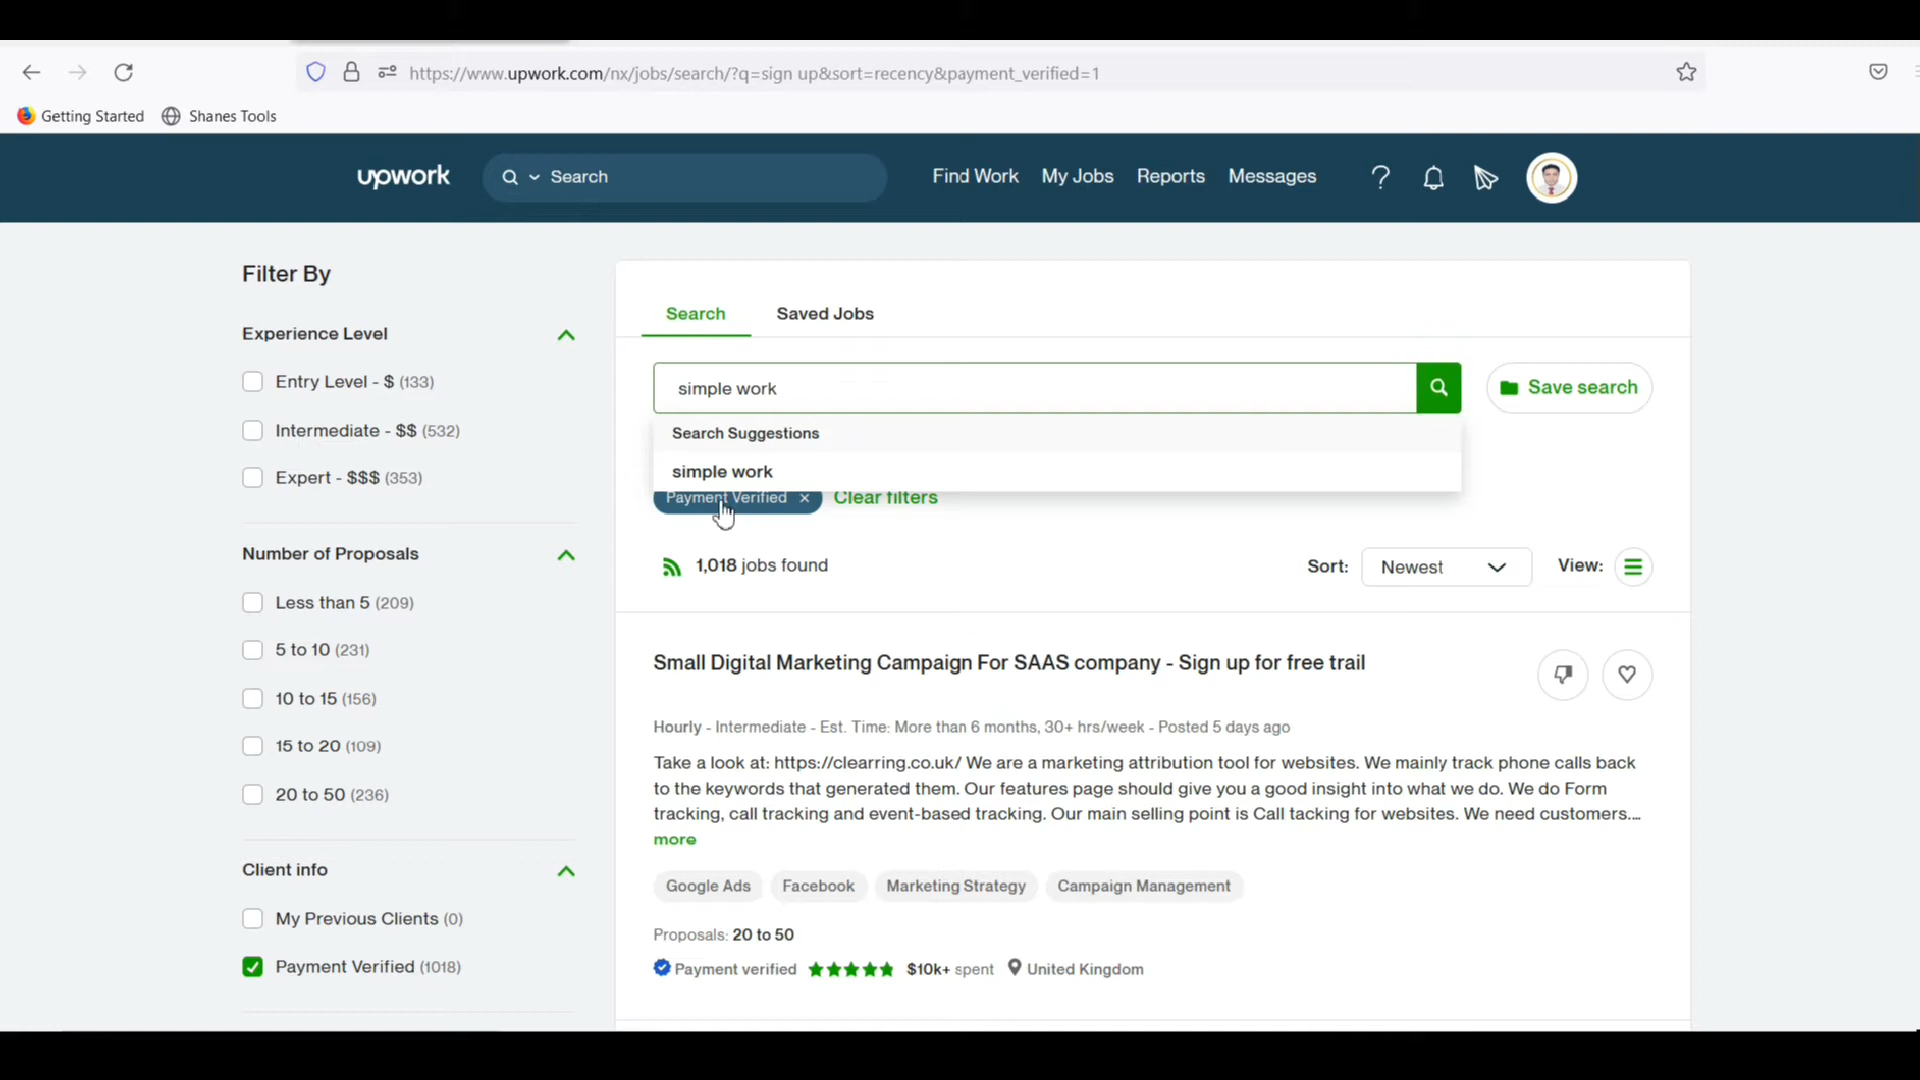 https://www.upwork.com/nx/jobs/search/?q=sign up&sort=recency&payment_verified=1
Getting Started
Shanes Tools
upwork
Search
Find Work
My Jobs
Reports
Messages
Filter By
Experience Level
Entry Level - $ (133)
Intermediate - $$ (532)
Expert - $$$ (353)
Number of Proposals
Less than 5 (209)
5 to 10 (231)
10 to 15 (156)
15 to 20 (109)
20 to 50 (236)
Client info
My Previous Clients (0)
Payment Verified (1018)
Search
Saved Jobs
simple work
Save search
Search Suggestions
simple work
Payment Verified
Clear filters
1,018 jobs found
Sort:
Newest
View:
Small Digital Marketing Campaign For SAAS company - Sign up for free trail
Hourly - Intermediate - Est. Time: More than 6 months, 30+ hrs/week - Posted 5 days ago
Take a look at: https://clearring.co.uk/ We are a marketing attribution tool for websites. We mainly track phone calls back
to the keywords that generated them. Our features page should give you a good insight into what we do. We do Form
tracking, call tracking and event-based tracking. Our main selling point is Call tacking for websites. We need customers....
more
Google Ads
Facebook
Marketing Strategy
Campaign Management
Proposals: 20 to 50
Payment verified
$10k+ spent
United Kingdom